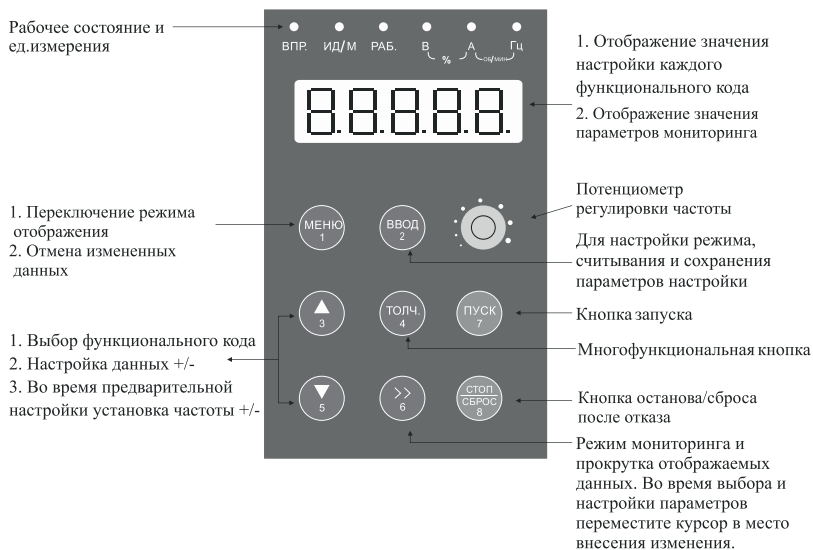 Рабочее состояние и
ед.измерения
ВПР. ИД/М РАБ. В А Гц
% об/мин
1. Отображение значения
настройки каждого
функционального кода
2. Отображение значения
параметров мониторинга
8.8.8.8.8.
Потенциометр
регулировки частоты
1. Переключение режима
отображения
2. Отмена измененных
данных
МЕНЮ
1
ВВОД
2
Для настройки режима,
считывания и сохранения
параметров настройки
3
ТОЛЧ.
4
ПУСК
7
Кнопка запуска
Многофункциональная кнопка
1. Выбор функционального кода
2. Настройка данных +/-
3. Во время предварительной
настройки установка частоты +/-
5
>>
6
СТОП
СБРОС
8
Кнопка останова/сброса
после отказа
Режим мониторинга и
прокрутка отображаемых
данных. Во время выбора и
настройки параметров
переместите курсор в место
внесения изменения.